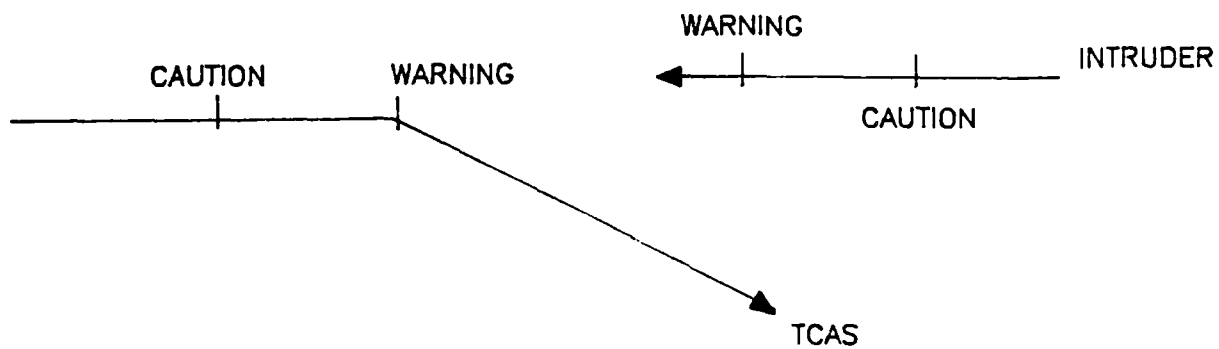 WARNING
INTRUDER
CAUTION
WARNING
CAUTION
TCAS